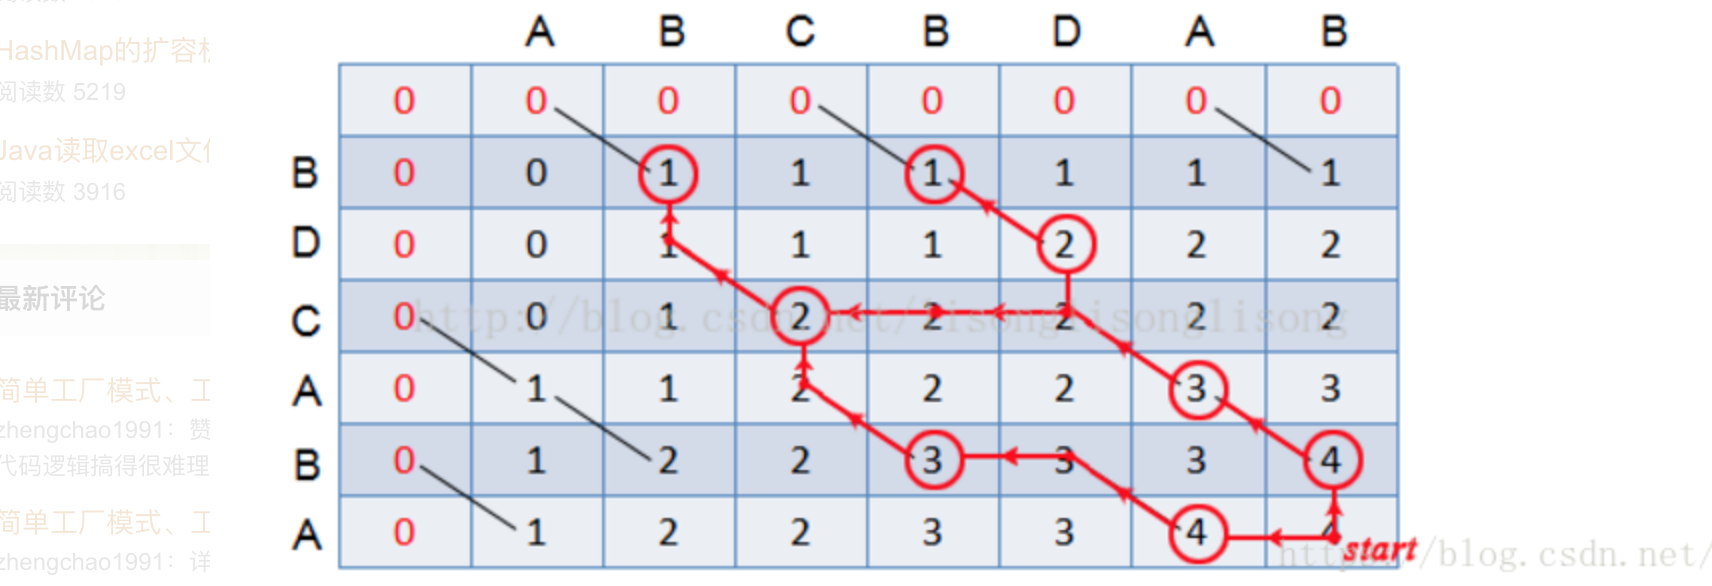 HashMap的扩容
阅读数 5219
Java读取excel文
阅读数 3916
最新评论
简单工厂模式、工
zhengchao1991：赞
代码逻辑搞得很难理
简单工厂模式、工
zhengchao1991：详
A B C B D A B
0 0 0 0 0 0 0 0
B 0 0 1 1 1 1 1 1
D 0 0 1 1 1 2 2 2
C 0 0 1 2 2 2 2 2
http://blog.csdn.net/lisonglisonglisong
A 0 1 1 2 2 2 3 3
B 0 1 2 2 3 3 3 4
A 0 1 2 2 3 3 4 4
start
/blog.csdn.net/